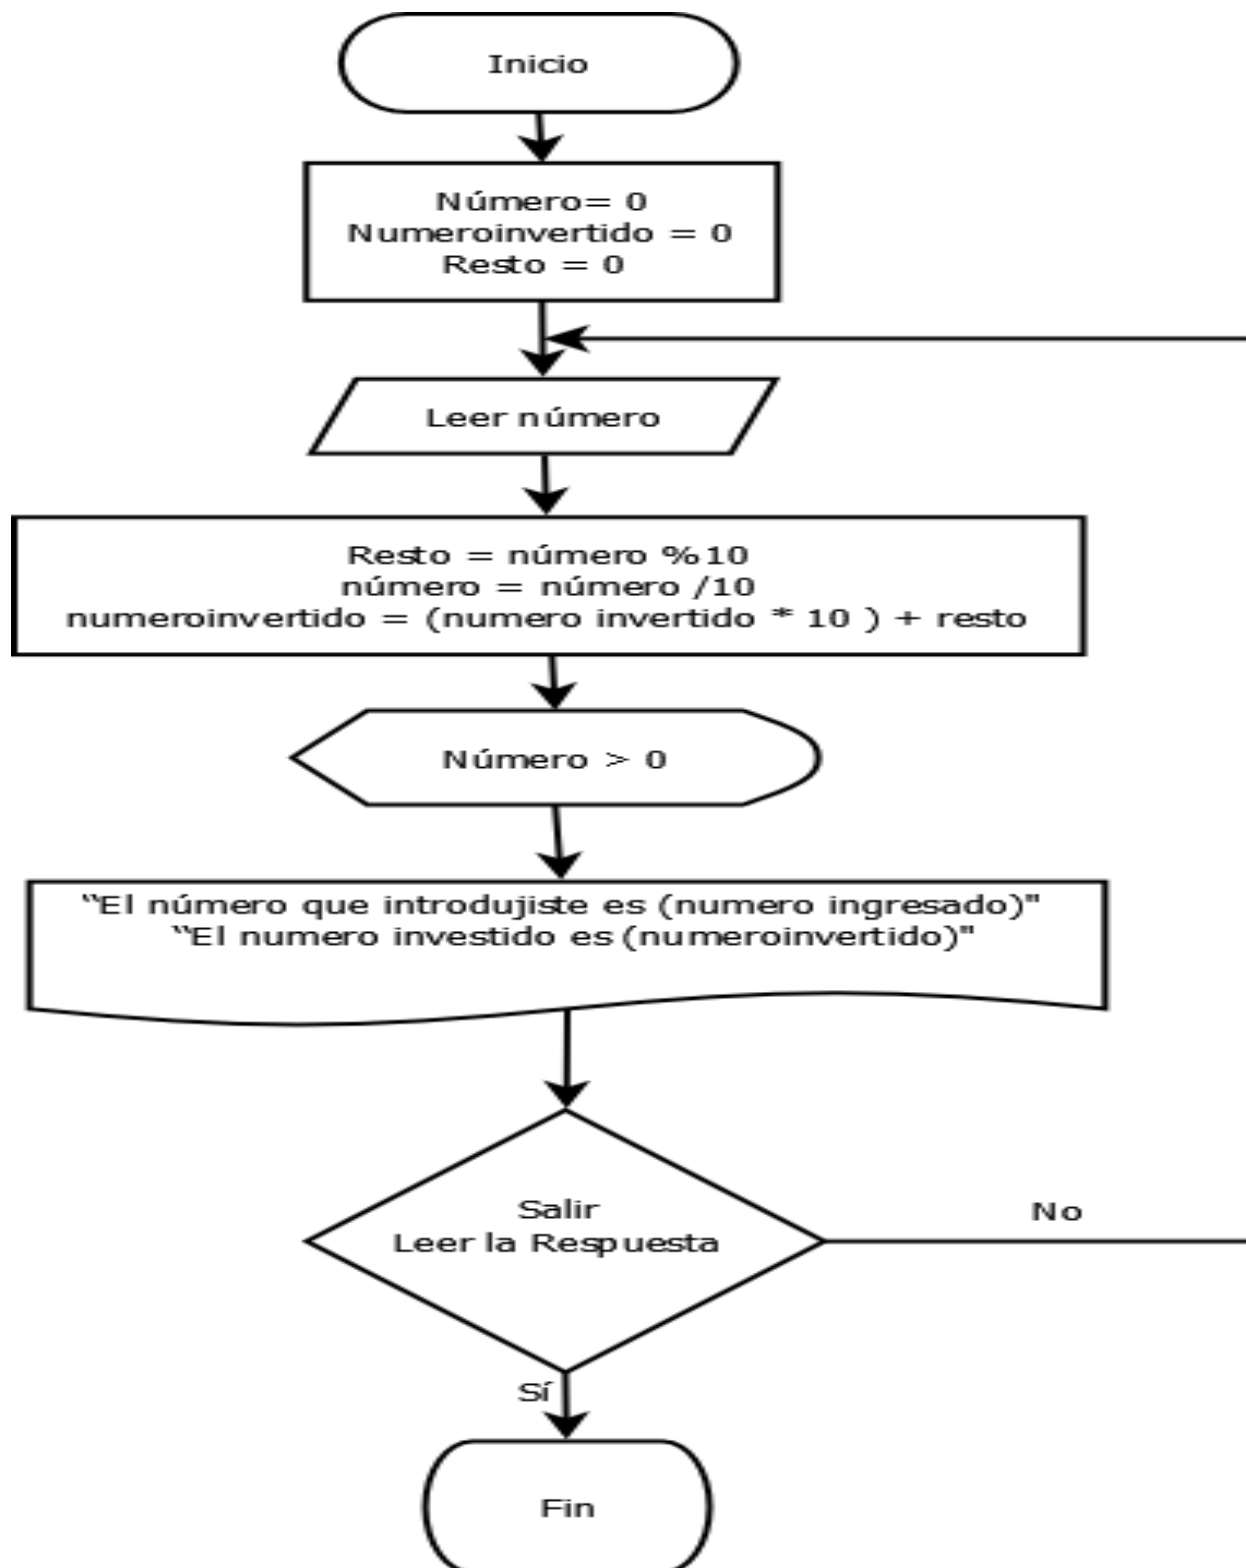 Inicio
Número= 0
Numeroinvertido = 0
Resto = 0
Leer número
Resto = número %10
número = número /10
numeroinvertido = (numero invertido * 10 ) + resto
Número > 0
“El número que introdujiste es (numero ingresado)"
“El numero investido es (numeroinvertido)"
Salir
Leer la Respuesta
No
Sí
Fin